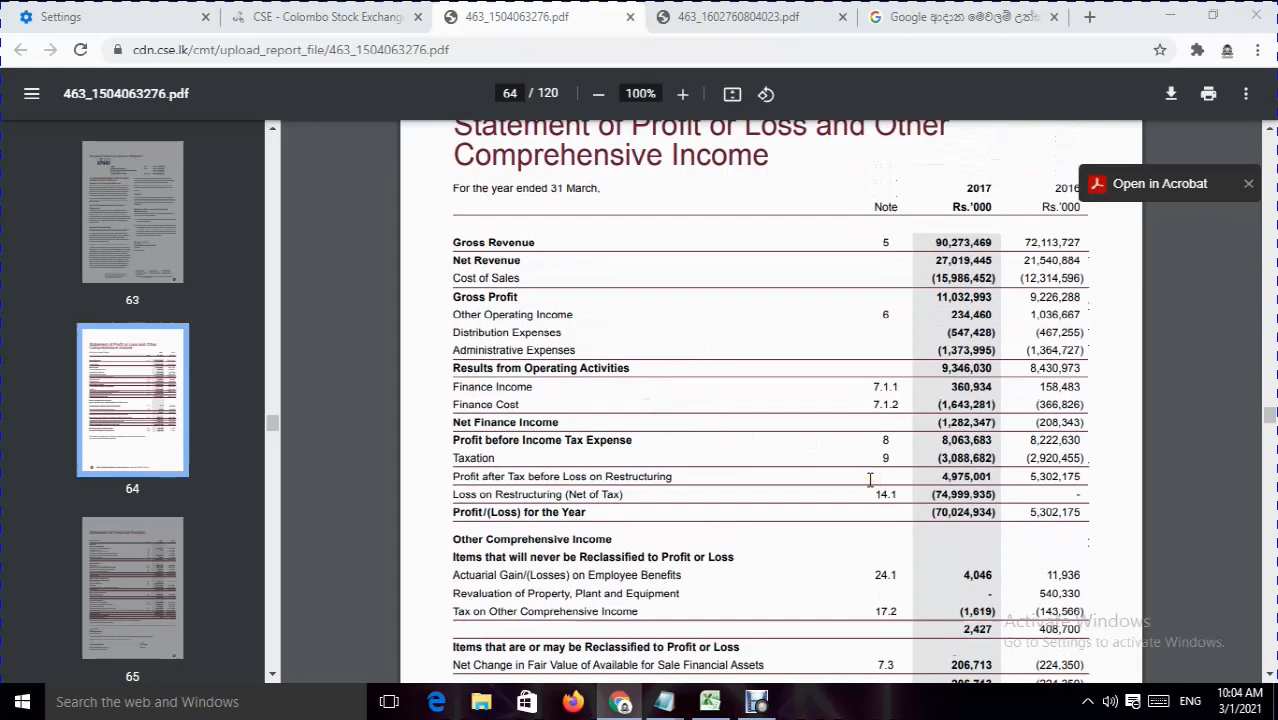 Settings
CSE - Colombo Stock Exchange
463_1504063276.pdf
463_1602760804023.pdf
Google ආදාන මෙවලම් උත්ස
cdn.cse.lk/cmt/upload_report_file/463_1504063276.pdf
463_1504063276.pdf
64 / 120
100%
Open in Acrobat
63
64
65
Statement of Profit or Loss and Other
Comprehensive Income
For the year ended 31 March, 2017 2016
Note Rs.'000 Rs.'000
Gross Revenue 5 90,273,469 72,113,727
Net Revenue 27,019,445 21,540,884
Cost of Sales (15,986,452) (12,314,596)
Gross Profit 11,032,993 9,226,288
Other Operating Income 6 234,460 1,036,667
Distribution Expenses (547,428) (467,255)
Administrative Expenses (1,373,995) (1,364,727)
Results from Operating Activities 9,346,030 8,430,973
Finance Income 7.1.1 360,934 158,483
Finance Cost 7.1.2 (1,643,281) (366,826)
Net Finance Income (1,282,347) (208,343)
Profit before Income Tax Expense 8 8,063,683 8,222,630
Taxation 9 (3,088,682) (2,920,455)
Profit after Tax before Loss on Restructuring 4,975,001 5,302,175
Loss on Restructuring (Net of Tax) 14.1 (74,999,935) -
Profit/(Loss) for the Year (70,024,934) 5,302,175
Other Comprehensive Income
Items that will never be Reclassified to Profit or Loss
Actuarial Gain/(Losses) on Employee Benefits 24.1 4,046 11,936
Revaluation of Property, Plant and Equipment - 540,330
Tax on Other Comprehensive Income 17.2 (1,619) (143,566)
2,427 408,700
Items that are or may be Reclassified to Profit or Loss
Net Change in Fair Value of Available for Sale Financial Assets 7.3 206,713 (224,350)
Activate Windows
Go to Settings to activate Windows.
Search the web and Windows
ENG
10:04 AM
3/1/2021